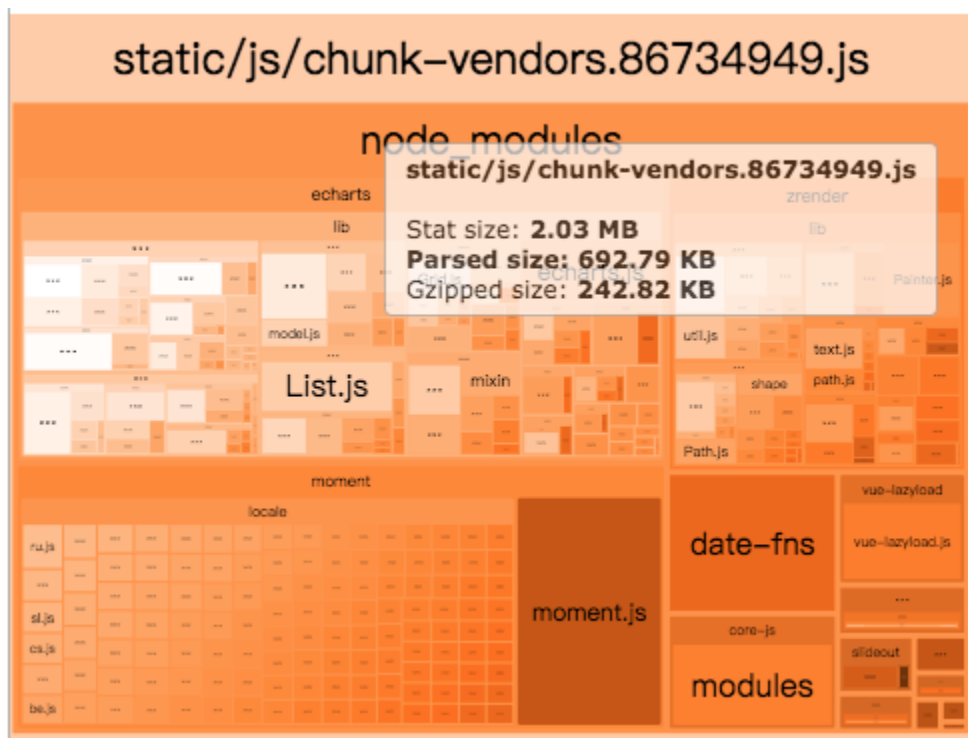 static/js/chunk-vendors.86734949.js
node_modules
static/js/chunk-vendors.86734949.js
Stat size: 2.03 MB
Parsed size: 692.79 KB
Gzipped size: 242.82 KB
echarts
zrender
lib
lib
echarts.js
Painter.js
model.js
util.js
text.js
List.js
mixin
shape
path.js
Path.js
moment
locale
vue-lazyload
ru.js
date-fns
vue-lazyload.js
moment.js
sl.js
core-js
cs.js
slideout
modules
be.js